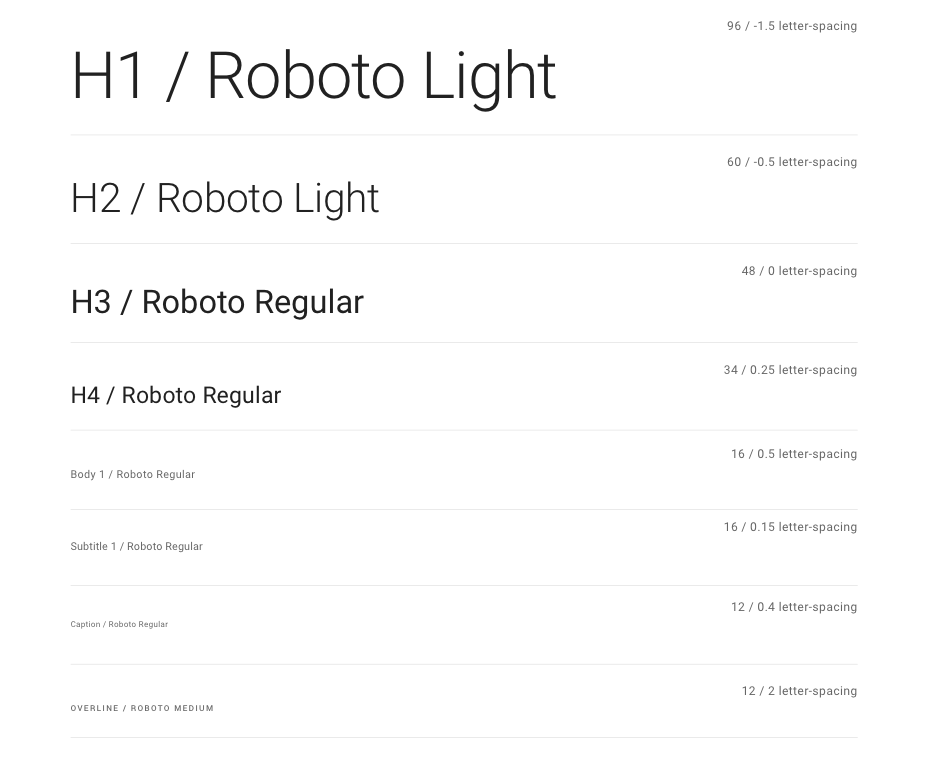 96 / -1.5 letter-spacing
H1 / Roboto Light
60 / -0.5 letter-spacing
H2 / Roboto Light
48 / 0 letter-spacing
H3 / Roboto Regular
34 / 0.25 letter-spacing
H4 / Roboto Regular
16 / 0.5 letter-spacing
Body 1 / Roboto Regular
16 / 0.15 letter-spacing
Subtitle 1 / Roboto Regular
12 / 0.4 letter-spacing
Caption / Roboto Regular
12 / 2 letter-spacing
OVERLINE / ROBOTO MEDIUM